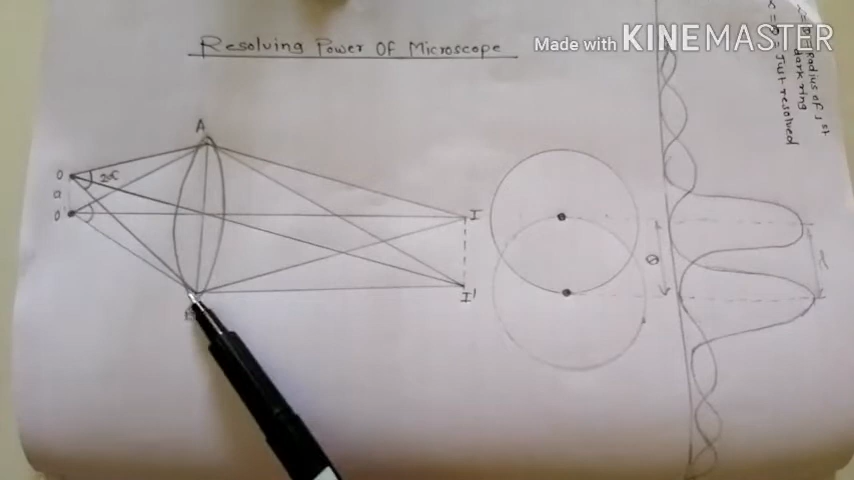 Resolving Power Of Microscope
Made with KINEMASTER
radius of 1st
dark ring
= Just resolved
A
O
2α
a
O'
I
I'